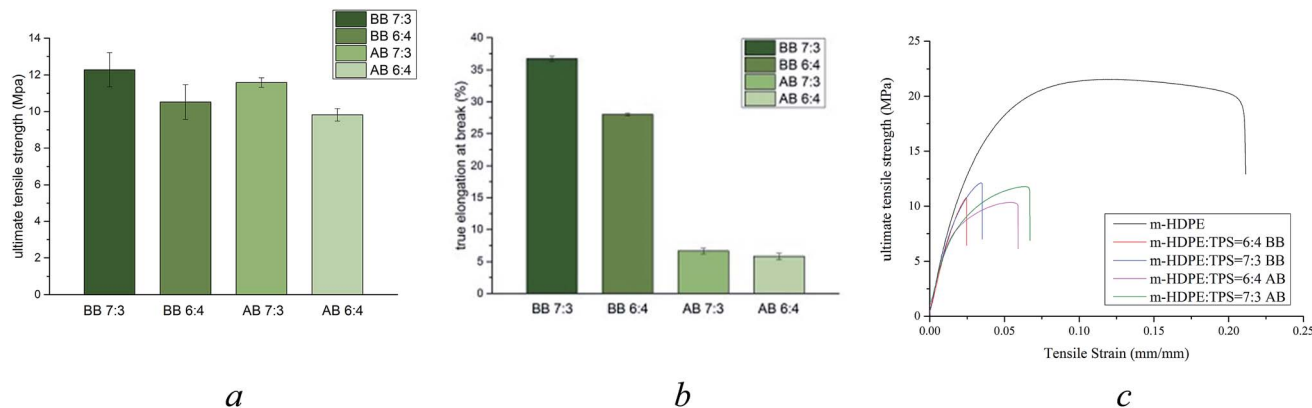 ultimate tensile strength (Mpa)
14
12
10
8
6
4
2
0
BB 7:3
BB 6:4
AB 7:3
AB 6:4
BB 7:3
BB 6:4
AB 7:3
AB 6:4
a
true elongation at break (%)
40
35
30
25
20
15
10
5
0
BB 7:3
BB 6:4
AB 7:3
AB 6:4
BB 7:3
BB 6:4
AB 7:3
AB 6:4
b
ultimate tensile strength (MPa)
25
20
15
10
5
0
m-HDPE
m-HDPE:TPS=6:4 BB
m-HDPE:TPS=7:3 BB
m-HDPE:TPS=6:4 AB
m-HDPE:TPS=7:3 AB
0.00
0.05
0.10
0.15
0.20
0.25
Tensile Strain (mm/mm)
c